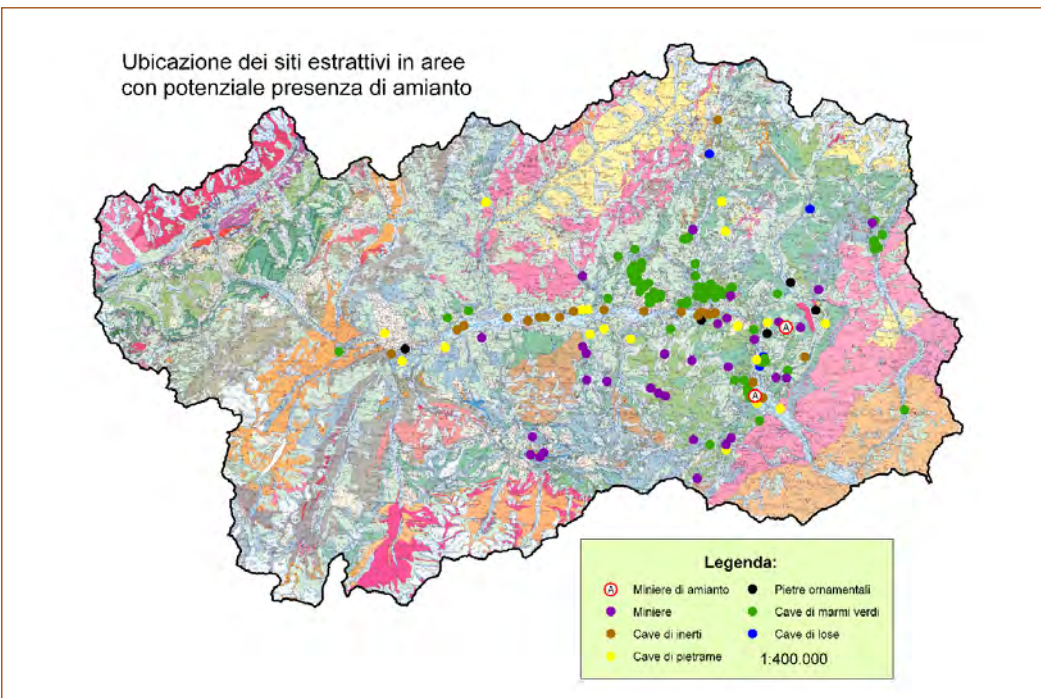 Ubicazione dei siti estrattivi in aree
con potenziale presenza di amianto
A
A
Legenda:
A Miniere di amianto
Pietre ornamentali
Miniere
Cave di marmi verdi
Cave di inerti
Cave di lose
Cave di pietrame
1:400.000